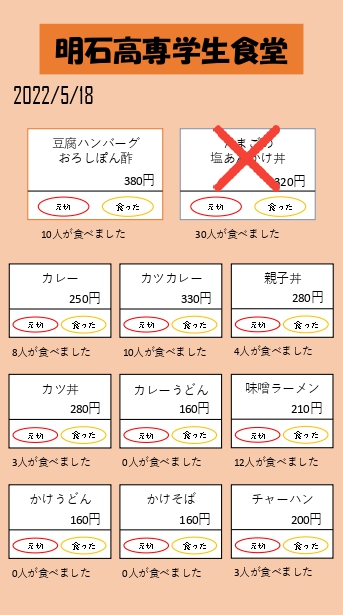 明石高専学生食堂
2022/5/18
豆腐ハンバーグ
おろしぽん酢
380円
売切 食った
10人が食べました
たまごの
塩あんかけ丼
320円
売切 食った
30人が食べました
カレー
250円
売切 食った
8人が食べました
カツカレー
330円
売切 食った
10人が食べました
親子丼
280円
売切 食った
4人が食べました
カツ丼
280円
売切 食った
3人が食べました
カレーうどん
160円
売切 食った
0人が食べました
味噌ラーメン
210円
売切 食った
12人が食べました
かけうどん
160円
売切 食った
0人が食べました
かけそば
160円
売切 食った
0人が食べました
チャーハン
200円
売切 食った
3人が食べました